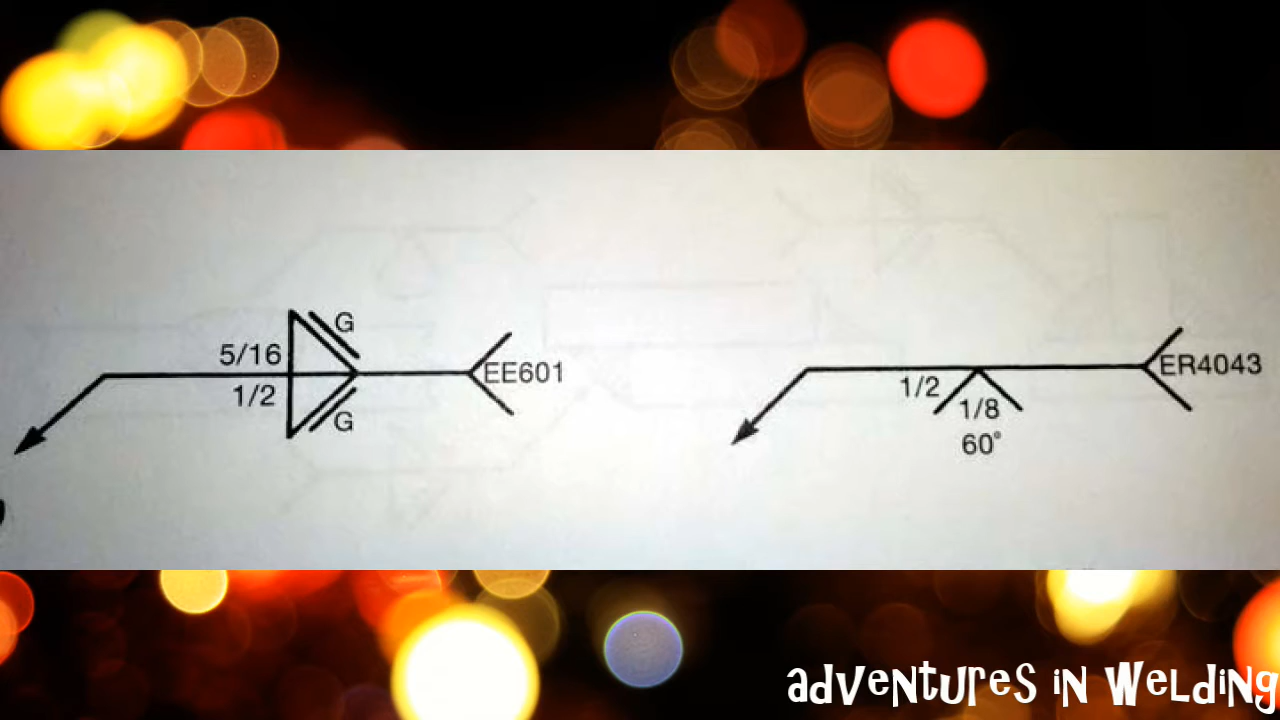 G
5/16
1/2
G
EE601
1/2
1/8
60°
ER4043
adventures in Welding